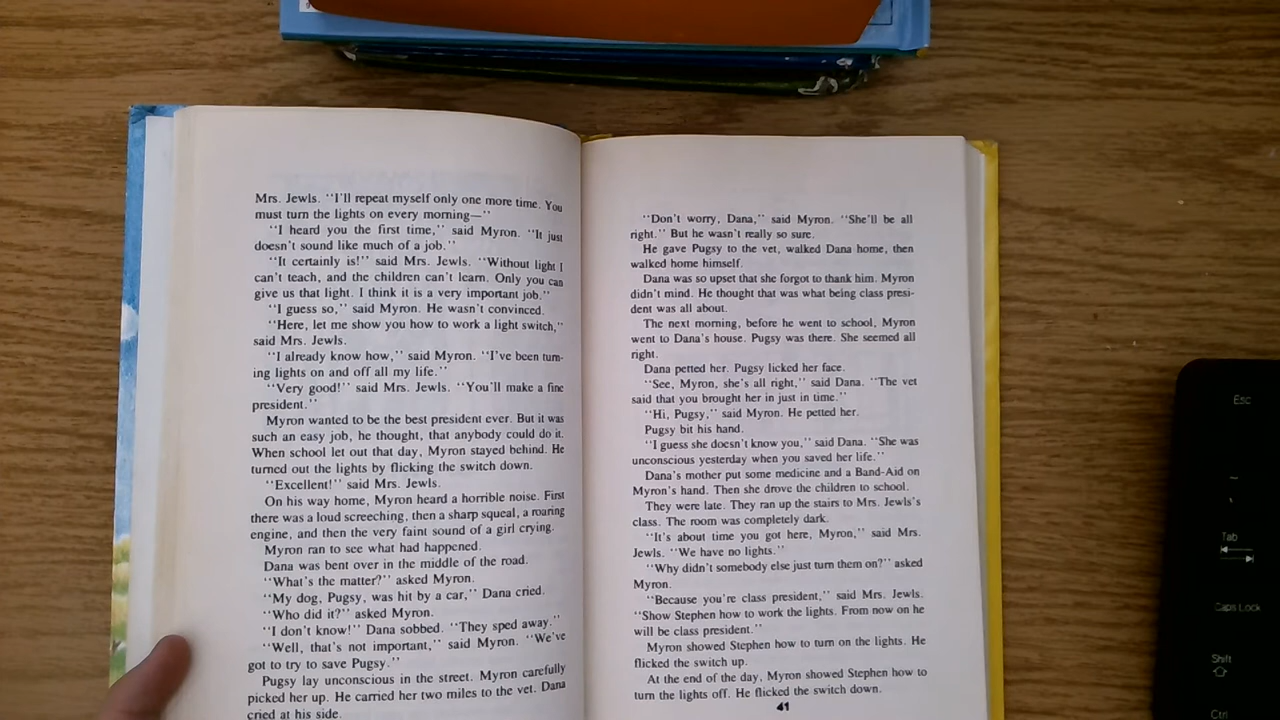 Mrs. Jewls. "I'll repeat myself only one more time. You
must turn the lights on every morning—"
"I heard you the first time," said Myron. "It just
doesn't sound like much of a job."
"It certainly is!" said Mrs. Jewls. "Without light I
can't teach, and the children can't learn. Only you can
give us that light. I think it is a very important job."
"I guess so," said Myron. He wasn't convinced.
"Here, let me show you how to work a light switch,"
said Mrs. Jewls.
"I already know how," said Myron. "I've been turn-
ing lights on and off all my life."
"Very good!" said Mrs. Jewls. "You'll make a fine
president."
Myron wanted to be the best president ever. But it was
such an easy job, he thought, that anybody could do it.
When school let out that day, Myron stayed behind. He
turned out the lights by flicking the switch down.
"Excellent!" said Mrs. Jewls.
On his way home, Myron heard a horrible noise. First
there was a loud screeching, then a sharp squeal, a roaring
engine, and then the very faint sound of a girl crying.
Myron ran to see what had happened.
Dana was bent over in the middle of the road.
"What's the matter?" asked Myron.
"My dog, Pugsy, was hit by a car," Dana cried.
"Who did it?" asked Myron.
"I don't know!" Dana sobbed. "They sped away."
"Well, that's not important," said Myron. "We've
got to try to save Pugsy."
Pugsy lay unconscious in the street. Myron carefully
picked her up. He carried her two miles to the vet. Dana
cried at his side.
"Don't worry, Dana," said Myron. "She'll be all
right." But he wasn't really so sure.
He gave Pugsy to the vet, walked Dana home, then
walked home himself.
Dana was so upset that she forgot to thank him. Myron
didn't mind. He thought that was what being class presi-
dent was all about.
The next morning, before he went to school, Myron
went to Dana's house. Pugsy was there. She seemed all
right.
Dana petted her. Pugsy licked her face.
"See, Myron, she's all right," said Dana. "The vet
said that you brought her in just in time."
"Hi, Pugsy," said Myron. He petted her.
Pugsy bit his hand.
"I guess she doesn't know you," said Dana. "She was
unconscious yesterday when you saved her life."
Dana's mother put some medicine and a Band-Aid on
Myron's hand. Then she drove the children to school.
They were late. They ran up the stairs to Mrs. Jewls's
class. The room was completely dark.
"It's about time you got here, Myron," said Mrs.
Jewls. "We have no lights."
"Why didn't somebody else just turn them on?" asked
Myron.
"Because you're class president," said Mrs. Jewls.
"Show Stephen how to work the lights. From now on he
will be class president."
Myron showed Stephen how to turn on the lights. He
flicked the switch up.
At the end of the day, Myron showed Stephen how to
turn the lights off. He flicked the switch down.
41
Esc
Tab
Caps Lock
Shift
Ctrl